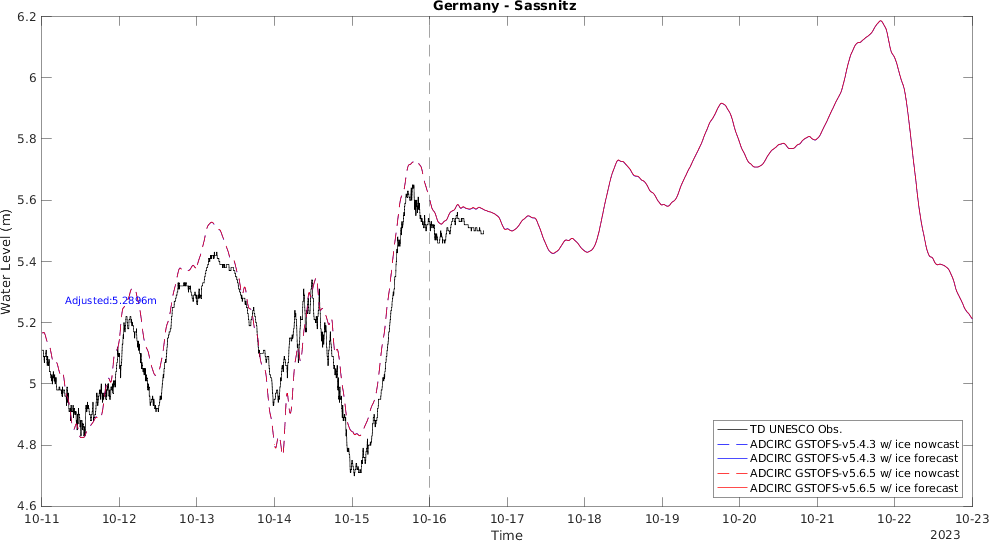 Germany - Sassnitz
6.2
6
5.8
5.6
5.4
5.2
5
4.8
4.6
Water Level (m)
Adjusted:5.2896m
TD UNESCO Obs.
ADCIRC GSTOFS-v5.4.3 w/ ice nowcast
ADCIRC GSTOFS-v5.4.3 w/ ice forecast
ADCIRC GSTOFS-v5.6.5 w/ ice nowcast
ADCIRC GSTOFS-v5.6.5 w/ ice forecast
10-11 10-12 10-13 10-14 10-15 10-16 10-17 10-18 10-19 10-20 10-21 10-22 10-23
Time
2023